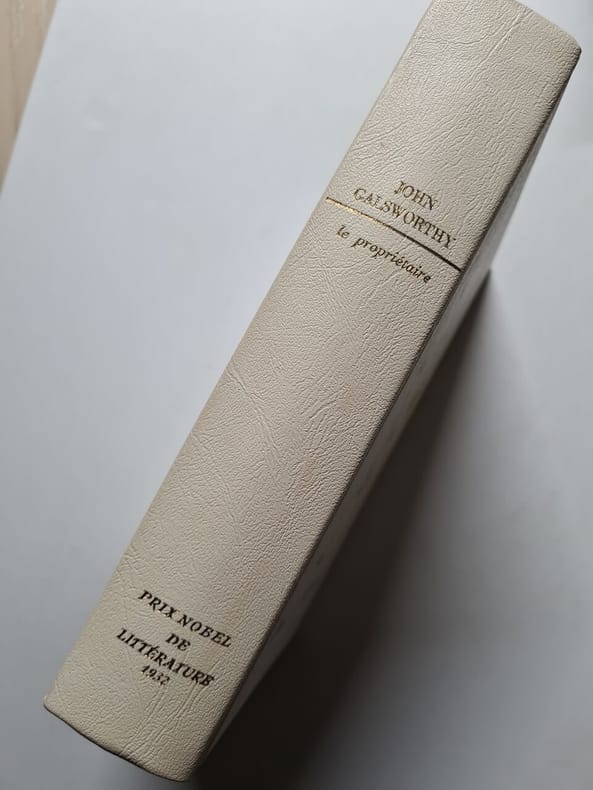 JOHN
GALSWORTHY
le propriétaire
PRIX NOBEL
DE
LITTÉRATURE
1932